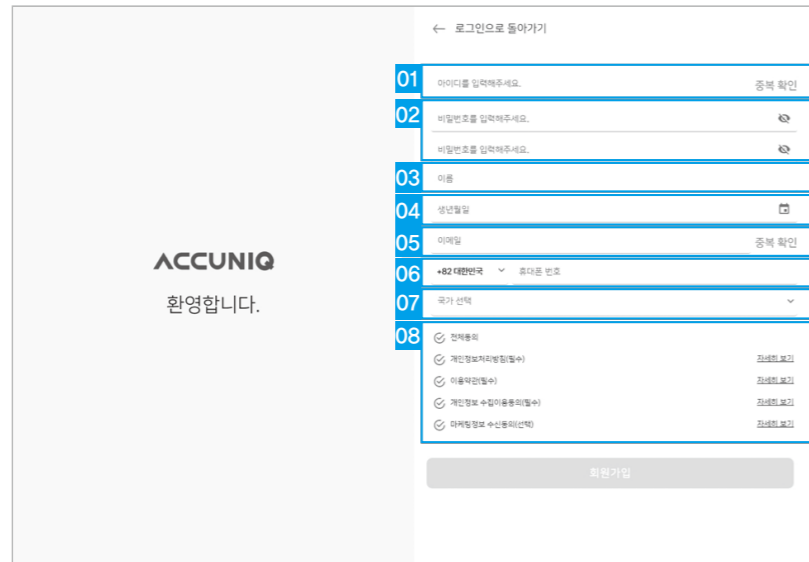 ← 로그인으로 돌아가기
01 아이디를 입력해주세요. 중복 확인
02 비밀번호를 입력해주세요.
비밀번호를 입력해주세요.
03 이름
04 생년월일
05 이메일 중복 확인
ACCUNIQ
환영합니다.
06 +82 대한민국 휴대폰 번호
07 국가 선택
08 전체동의
개인정보처리방침(필수) 자세히 보기
이용약관(필수) 자세히 보기
개인정보 수집이용동의(필수) 자세히 보기
마케팅정보 수신동의(선택) 자세히 보기
회원가입